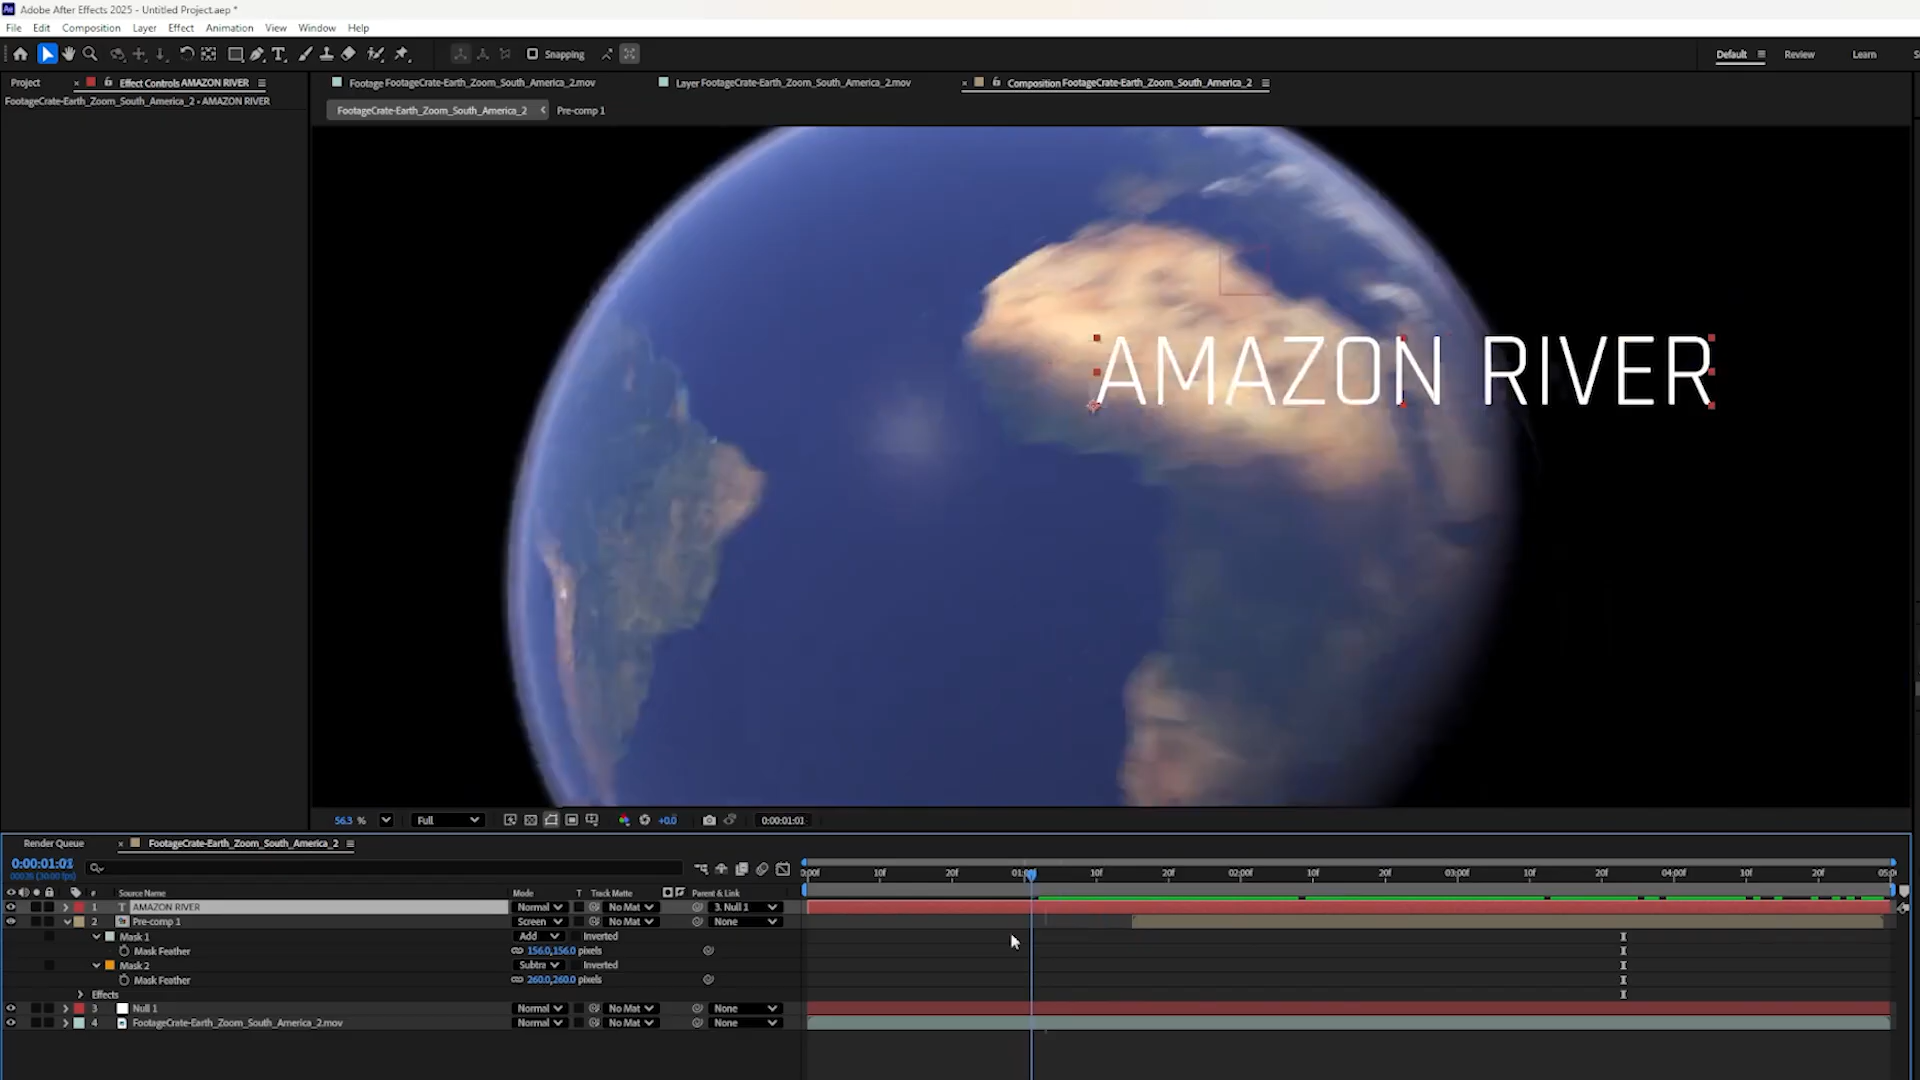 Adobe After Effects 2025 - Untitled Project.aep *
File Edit Composition Layer Effect Animation View Window Help
Snapping
Default Review Learn
Project Effect Controls AMAZON RIVER
Footage FootageCrate-Earth_Zoom_South_America_2.mov Layer FootageCrate-Earth_Zoom_South_America_2.mov Composition FootageCrate-Earth_Zoom_South_America_2
FootageCrate-Earth_Zoom_South_America_2 • AMAZON RIVER
FootageCrate-Earth_Zoom_South_America_2 Pre-comp 1
AMAZON RIVER
56.3 % Full +0.0 0:00:01:01
Render Queue FootageCrate-Earth_Zoom_South_America_2
0:00:01:01
10f 20f 10f 20f 02:00f 10f 20f 03:00f 10f 20f 04:00f 10f 20f
# Source Name Mode T Track Matte Parent & Link
1 T AMAZON RIVER Normal No Mat 3. Null 1
2 Pre-comp 1 Screen No Mat None
Mask 1 Add Inverted
Mask Feather 156.0,156.0 pixels
Mask 2 Subtra Inverted
Mask Feather 260.0,260.0 pixels
Effects
3 Null 1 Normal No Mat None
4 FootageCrate-Earth_Zoom_South_America_2.mov Normal No Mat None